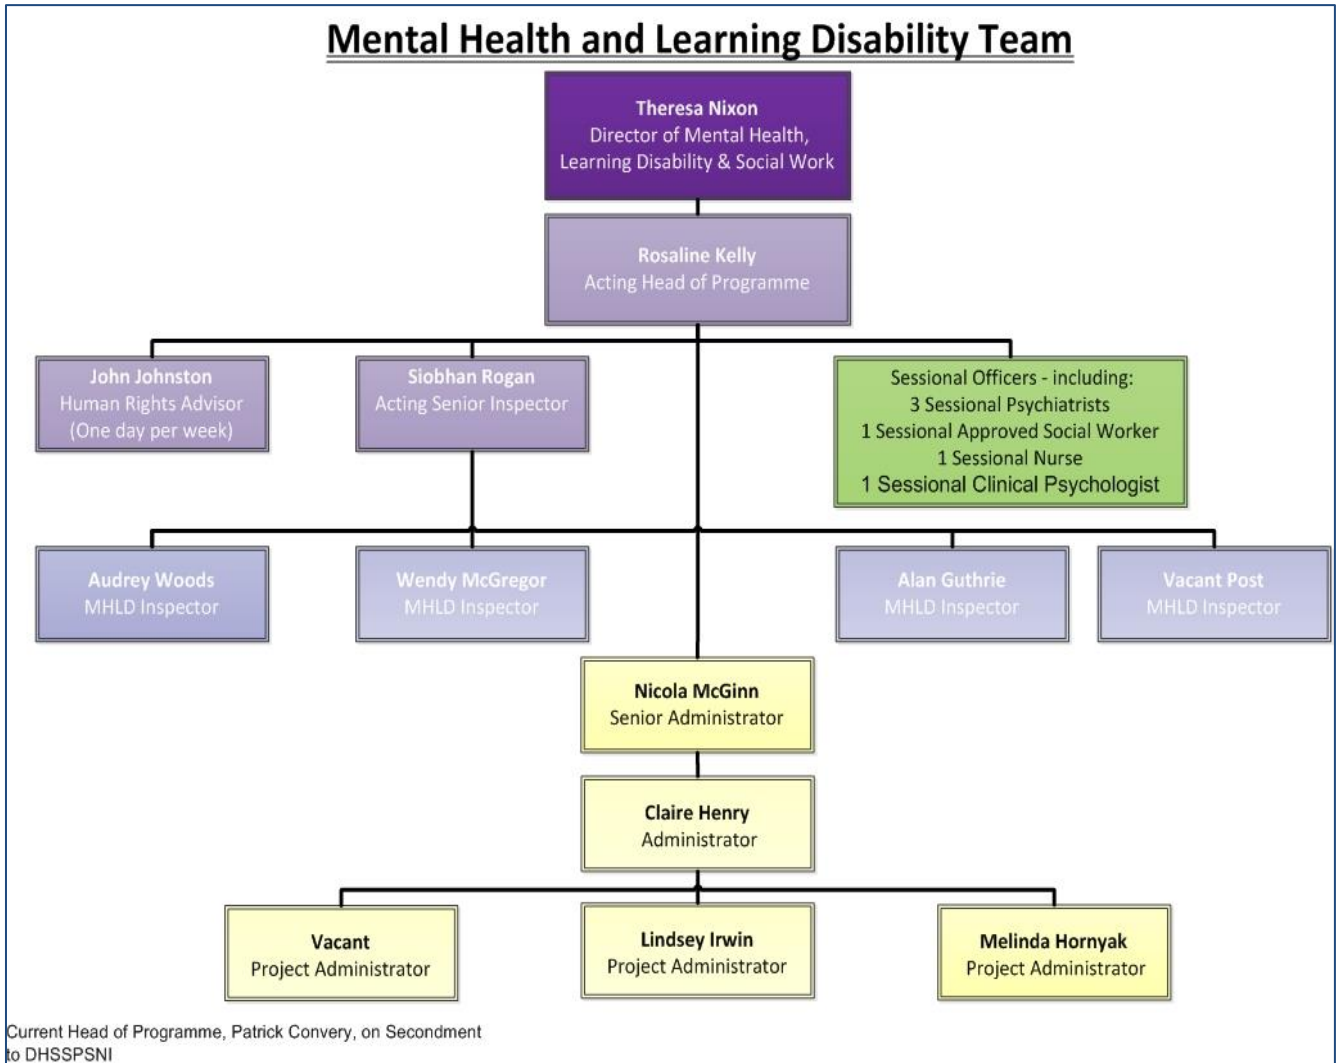 Mental Health and Learning Disability Team
Theresa Nixon
Director of Mental Health,
Learning Disability & Social Work
Rosaline Kelly
Acting Head of Programme
John Johnston
Human Rights Advisor
(One day per week)
Siobhan Rogan
Acting Senior Inspector
Sessional Officers - including:
3 Sessional Psychiatrists
1 Sessional Approved Social Worker
1 Sessional Nurse
1 Sessional Clinical Psychologist
Audrey Woods
MHLD Inspector
Wendy McGregor
MHLD Inspector
Alan Guthrie
MHLD Inspector
Vacant Post
MHLD Inspector
Nicola McGinn
Senior Administrator
Claire Henry
Administrator
Vacant
Project Administrator
Lindsey Irwin
Project Administrator
Melinda Hornyak
Project Administrator
Current Head of Programme, Patrick Convery, on Secondment
to DHSSPSNI